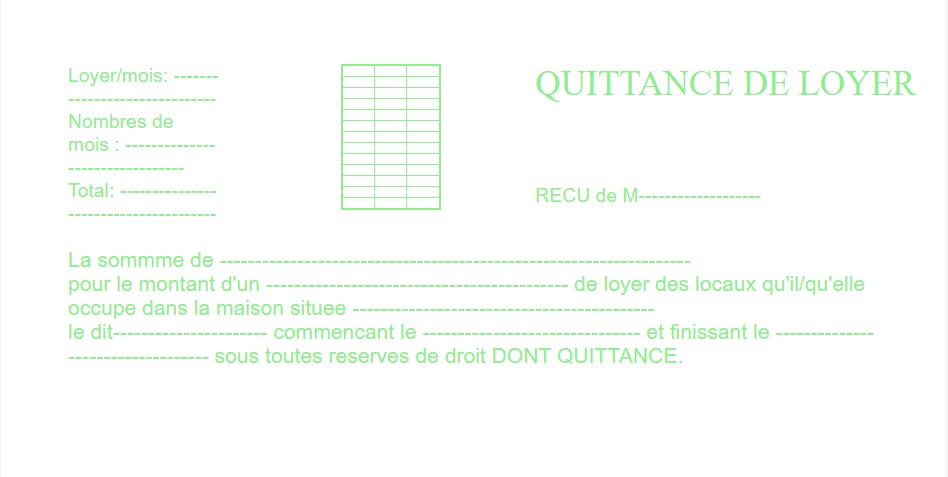 Loyer/mois: -------
-----------------------
Nombres de
mois : --------------
------------------
Total: ---------------
-----------------------
QUITTANCE DE LOYER
RECU de M-------------------
La sommme de -------------------------------------------------------------------
pour le montant d'un ------------------------------------------- de loyer des locaux qu'il/qu'elle
occupe dans la maison situee -------------------------------------------
le dit---------------------- commencant le ------------------------------- et finissant le --------------
-------------------- sous toutes reserves de droit DONT QUITTANCE.